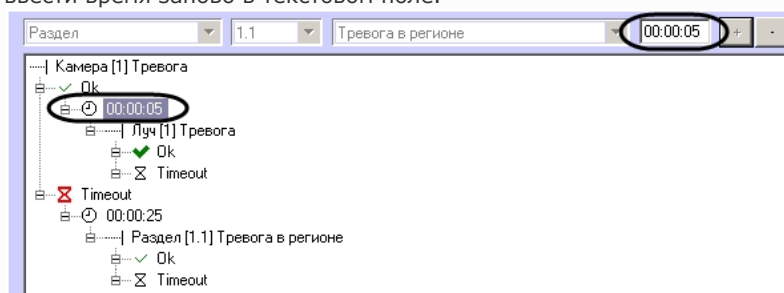 ввести время заново в текстовом поле.
Раздел 1.1 Тревога в регионе 00:00:05 + -
Камера [1] Тревога
Ok
00:00:05
Луч [1] Тревога
Ok
Timeout
Timeout
00:00:25
Раздел [1.1] Тревога в регионе
Ok
Timeout